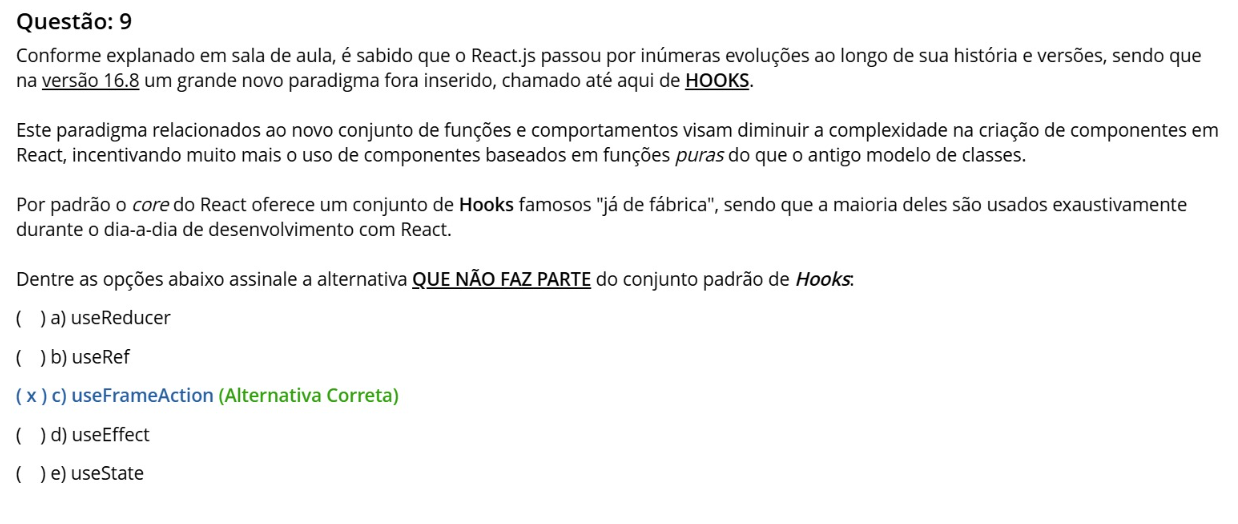 Questão: 9
Conforme explanado em sala de aula, é sabido que o React.js passou por inúmeras evoluções ao longo de sua história e versões, sendo que
na versão 16.8 um grande novo paradigma fora inserido, chamado até aqui de HOOKS.
Este paradigma relacionados ao novo conjunto de funções e comportamentos visam diminuir a complexidade na criação de componentes em
React, incentivando muito mais o uso de componentes baseados em funções puras do que o antigo modelo de classes.
Por padrão o core do React oferece um conjunto de Hooks famosos "já de fábrica", sendo que a maioria deles são usados exaustivamente
durante o dia-a-dia de desenvolvimento com React.
Dentre as opções abaixo assinale a alternativa QUE NÃO FAZ PARTE do conjunto padrão de Hooks:
( ) a) useReducer
( ) b) useRef
( x ) c) useFrameAction (Alternativa Correta)
( ) d) useEffect
( ) e) useState